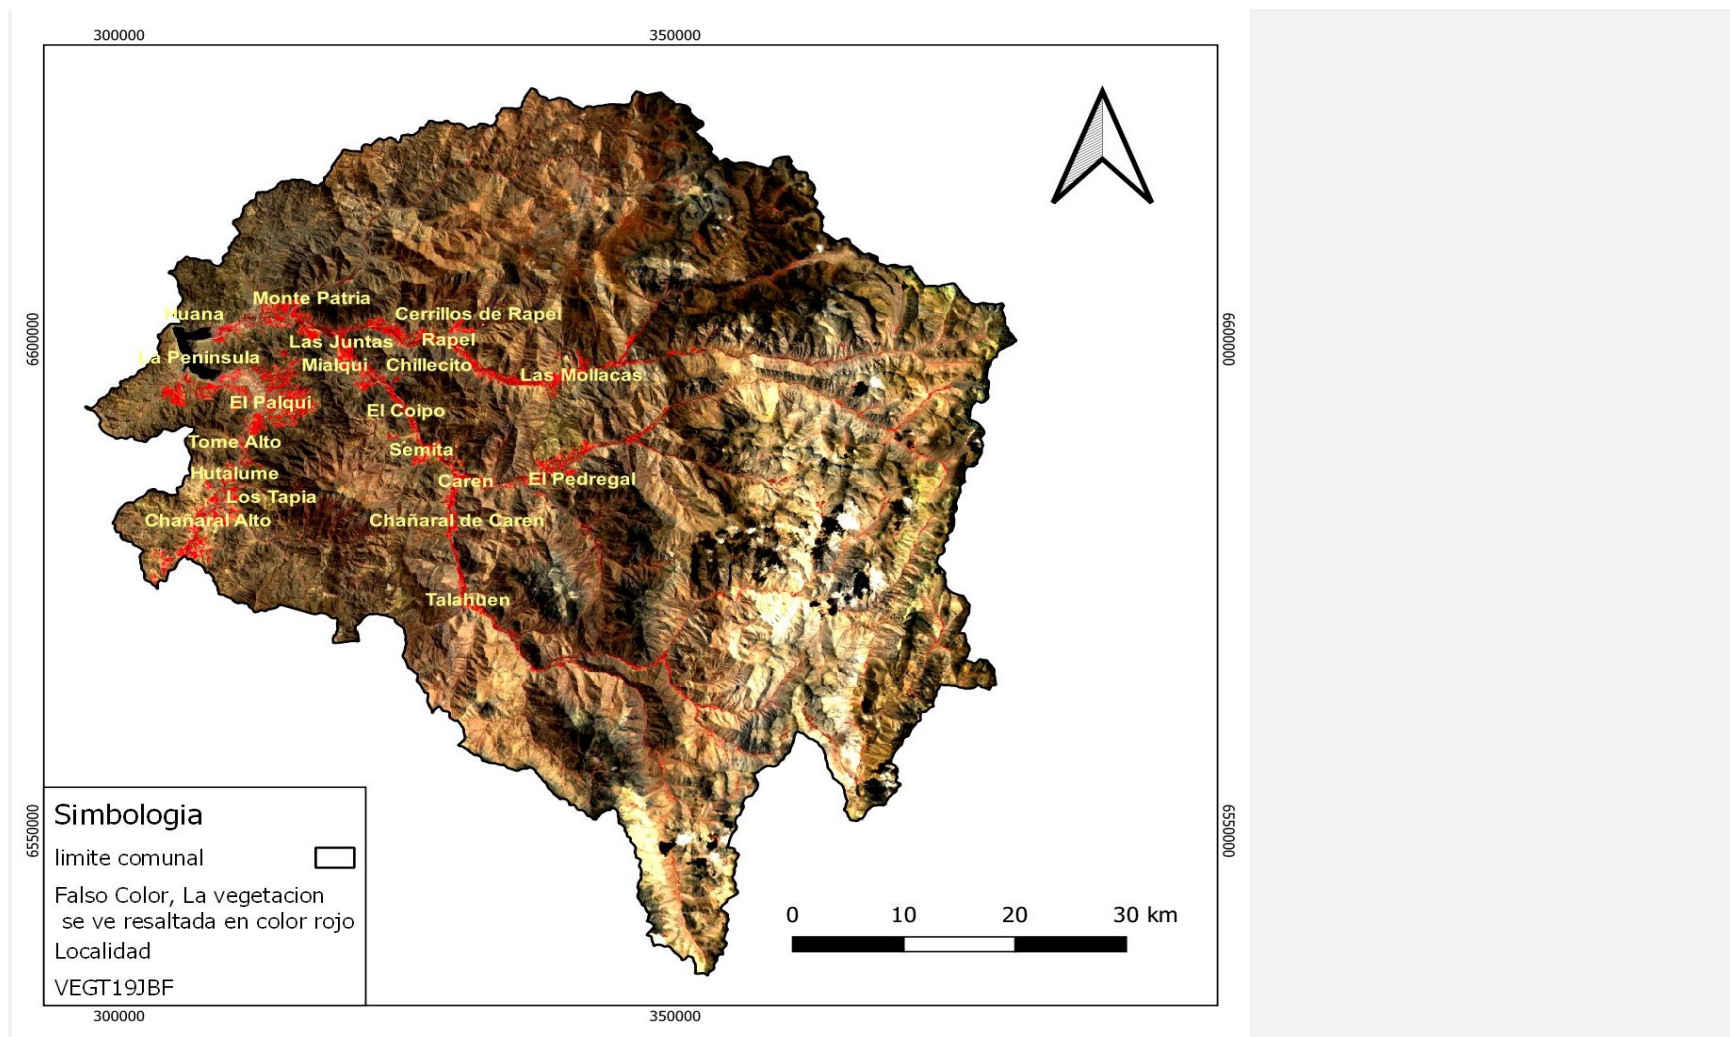 300000 350000
Monte Patria
Huana
Cerrillos de Rapel
Las Juntas
Rapel
La Peninsula
Mialqui
Chillecito
Las Mollacas
El Palqui
El Coipo
Tome Alto
Semita
Hutalume
Caren
El Pedregal
Los Tapia
Chañaral Alto
Chañaral de Caren
Talahuen
6600000
6600000
6550000
6550000
Simbologia
limite comunal
Falso Color, La vegetacion
se ve resaltada en color rojo
Localidad
VEGT19JBF
0 10 20 30 km
300000 350000